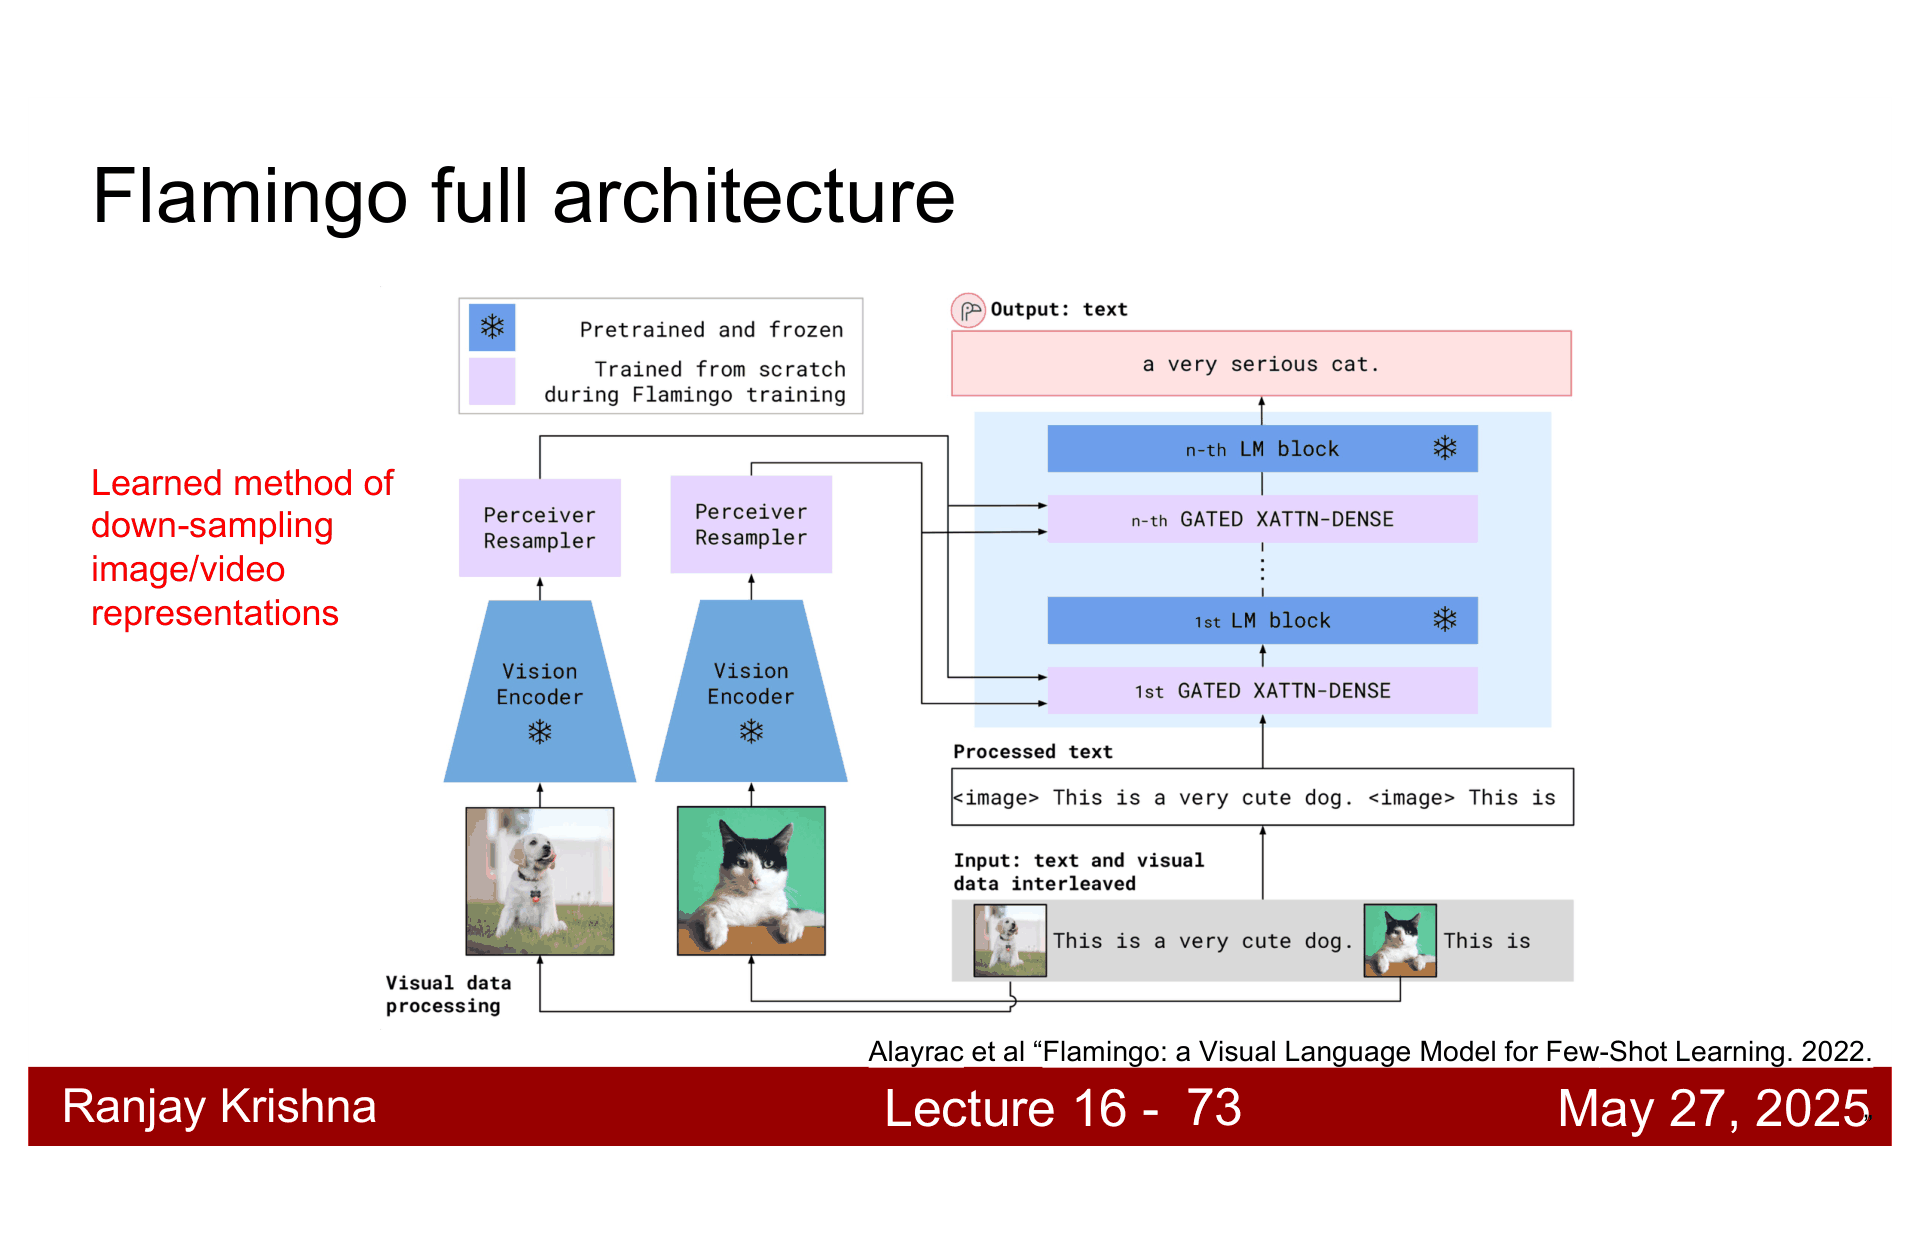 Flamingo full architecture
Pretrained and frozen
Trained from scratch
during Flamingo training
Learned method of
down-sampling
image/video
representations
Perceiver
Resampler
Perceiver
Resampler
Vision
Encoder
Vision
Encoder
Visual data
processing
Output: text
a very serious cat.
n-th LM block
n-th GATED XATTN-DENSE
1st LM block
1st GATED XATTN-DENSE
Processed text
<image> This is a very cute dog. <image> This is
Input: text and visual
data interleaved
This is a very cute dog. This is
Alayrac et al “Flamingo: a Visual Language Model for Few-Shot Learning. 2022.
”
Ranjay Krishna
Lecture 16 - 73
May 27, 2025